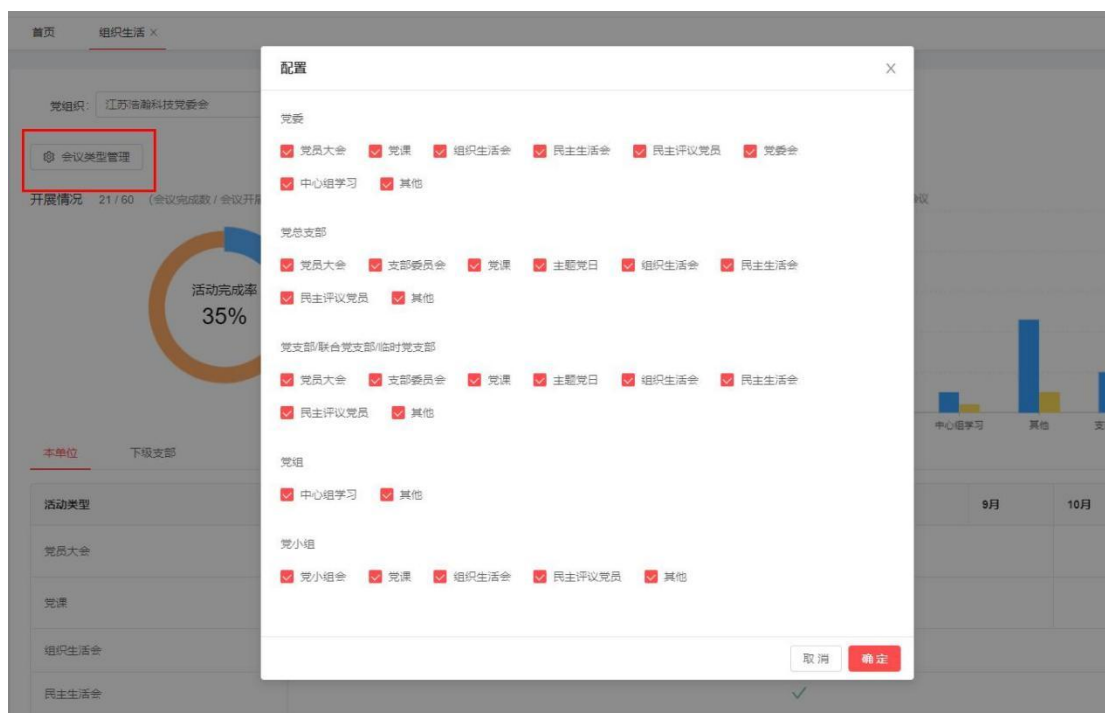 首页 组织生活 ×
配置 X
党组织: 江苏浩瀚科技党委会
党委
会议类型管理
党员大会 党课 组织生活会 民主生活会 民主评议党员 党委会
中心组学习 其他
开展情况 21 / 60 (会议完成数 / 会议开
党总支部
党员大会 支部委员会 党课 主题党日 组织生活会 民主生活会
民主评议党员 其他
活动完成率
35%
党支部/联合党支部/临时党支部
党员大会 支部委员会 党课 主题党日 组织生活会 民主生活会
民主评议党员 其他
中心组学习 其他 支
本单位 下级支部
党组
中心组学习 其他
活动类型 9月 10月
党小组
党员大会
党小组会 党课 组织生活会 民主评议党员 其他
党课
组织生活会
取消 确定
民主生活会